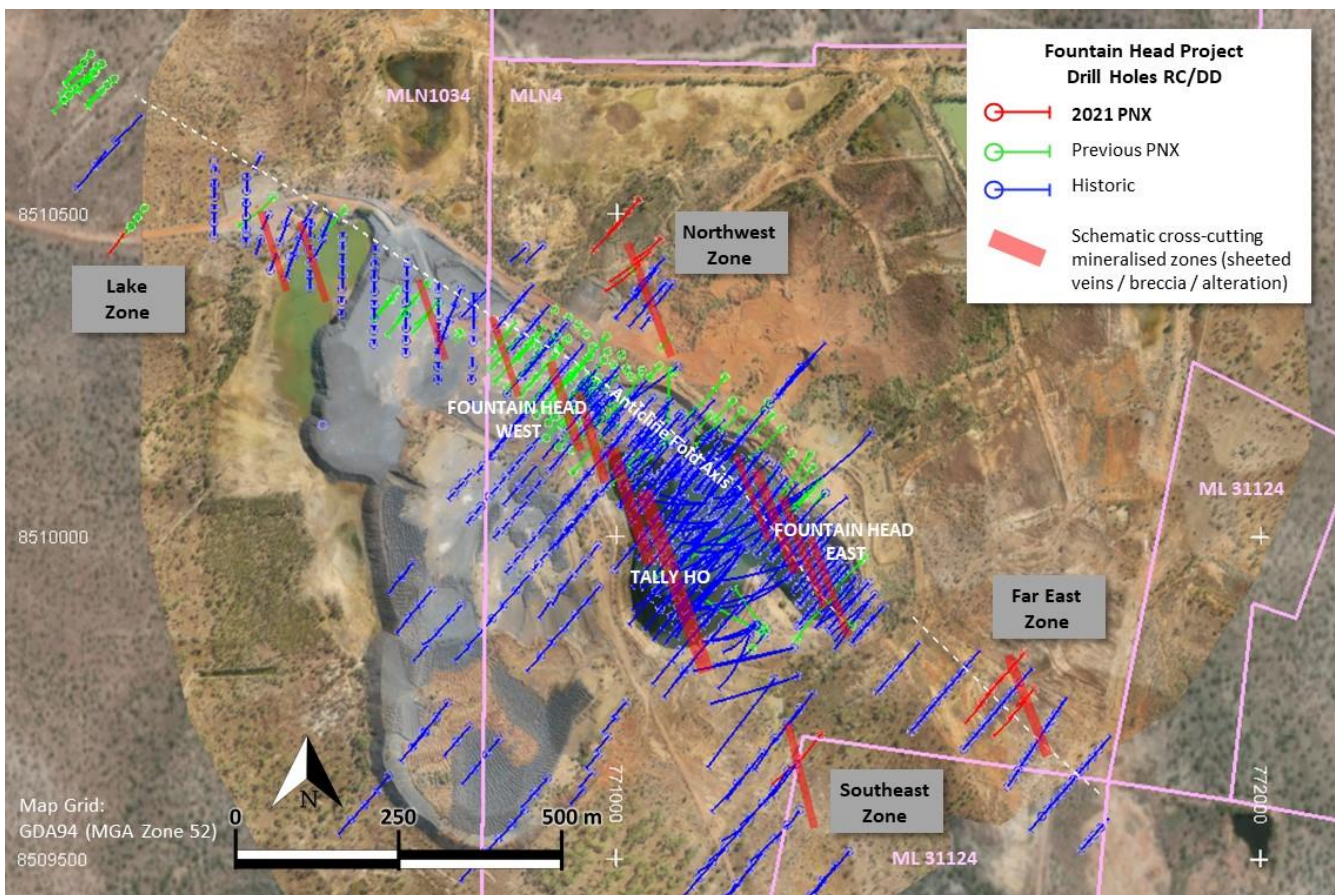 Fountain Head Project
Drill Holes RC/DD
2021 PNX
Previous PNX
Historic
Schematic cross-cutting
mineralised zones (sheeted
veins / breccia / alteration)
MLN1034
MLN4
8510500
Northwest
Zone
Lake
Zone
FOUNTAIN HEAD
WEST
Anticline Fold Axis
ML 31124
8510000
FOUNTAIN HEAD
EAST
TALLY HO
Far East
Zone
N
Map Grid:
GDA94 (MGA Zone 52)
0
250
500 m
771000
772000
Southeast
Zone
8509500
ML 31124